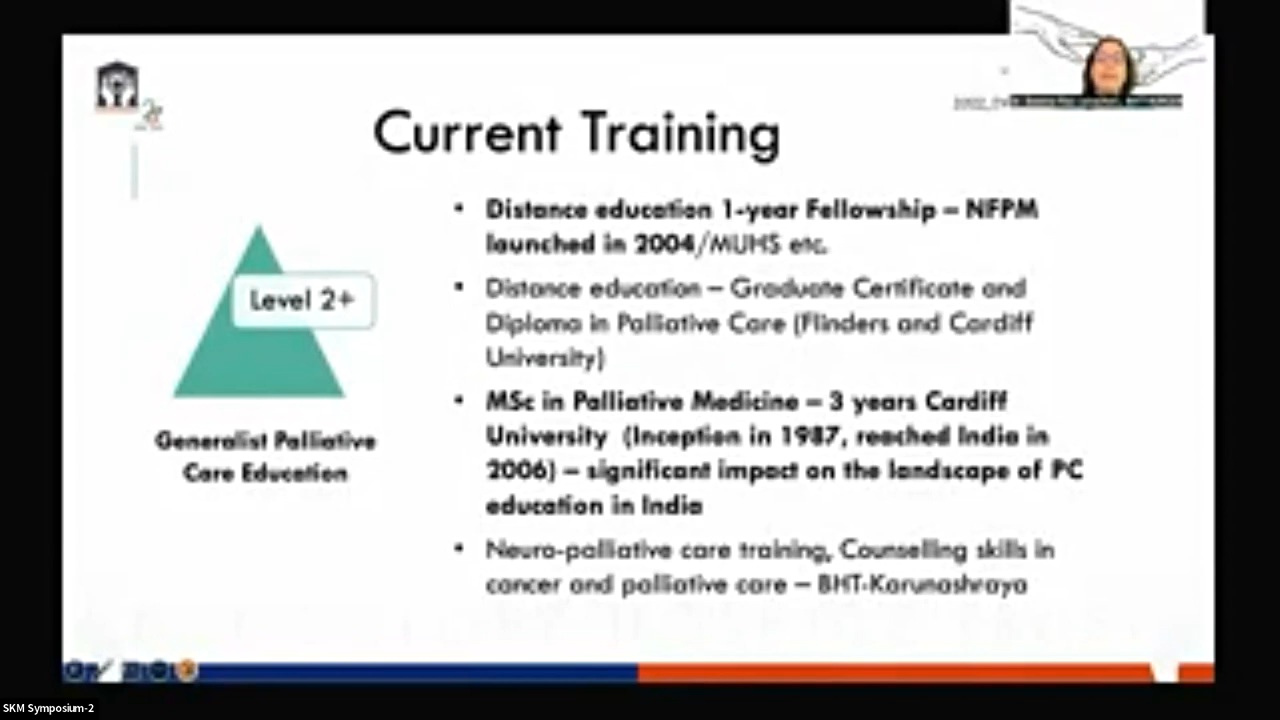 Current Training
• Distance education 1-year Fellowship – NFPM
launched in 2004/MUHS etc.
• Distance education – Graduate Certificate and
Diploma in Palliative Care (Flinders and Cardiff
University)
• MSc in Palliative Medicine – 3 years Cardiff
University (Inception in 1987, reached India in
2006) – significant impact on the landscape of PC
education in India
• Neuro-palliative care training, Counselling skills in
cancer and palliative care – BHT-Karunashraya
Level 2+
Generalist Palliative
Care Education
SKM Symposium-2